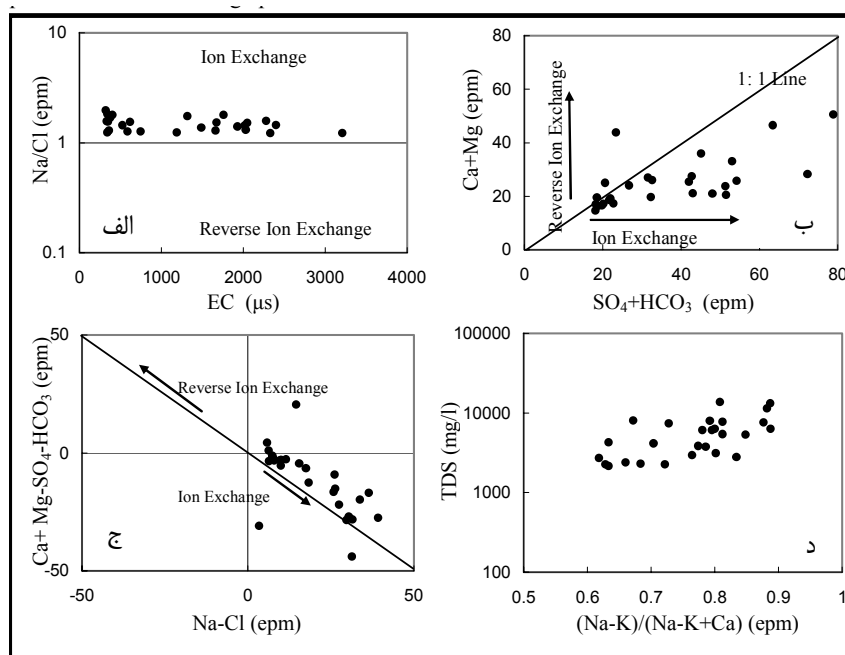 10
1
0.1
Na/Cl (epm)
Ion Exchange
Reverse Ion Exchange
الف
0 1000 2000 3000 4000
EC (µs)
80
60
40
20
0
Ca+Mg (epm)
1: 1 Line
Reverse Ion Exchange
Ion Exchange
ب
0 20 40 60 80
SO₄+HCO₃ (epm)
50
0
-50
Ca+ Mg-SO₄-HCO₃ (epm)
Reverse Ion Exchange
Ion Exchange
ج
-50 0 50
Na-Cl (epm)
100000
10000
1000
100
TDS (mg/l)
د
0.5 0.6 0.7 0.8 0.9 1
(Na-K)/(Na-K+Ca) (epm)